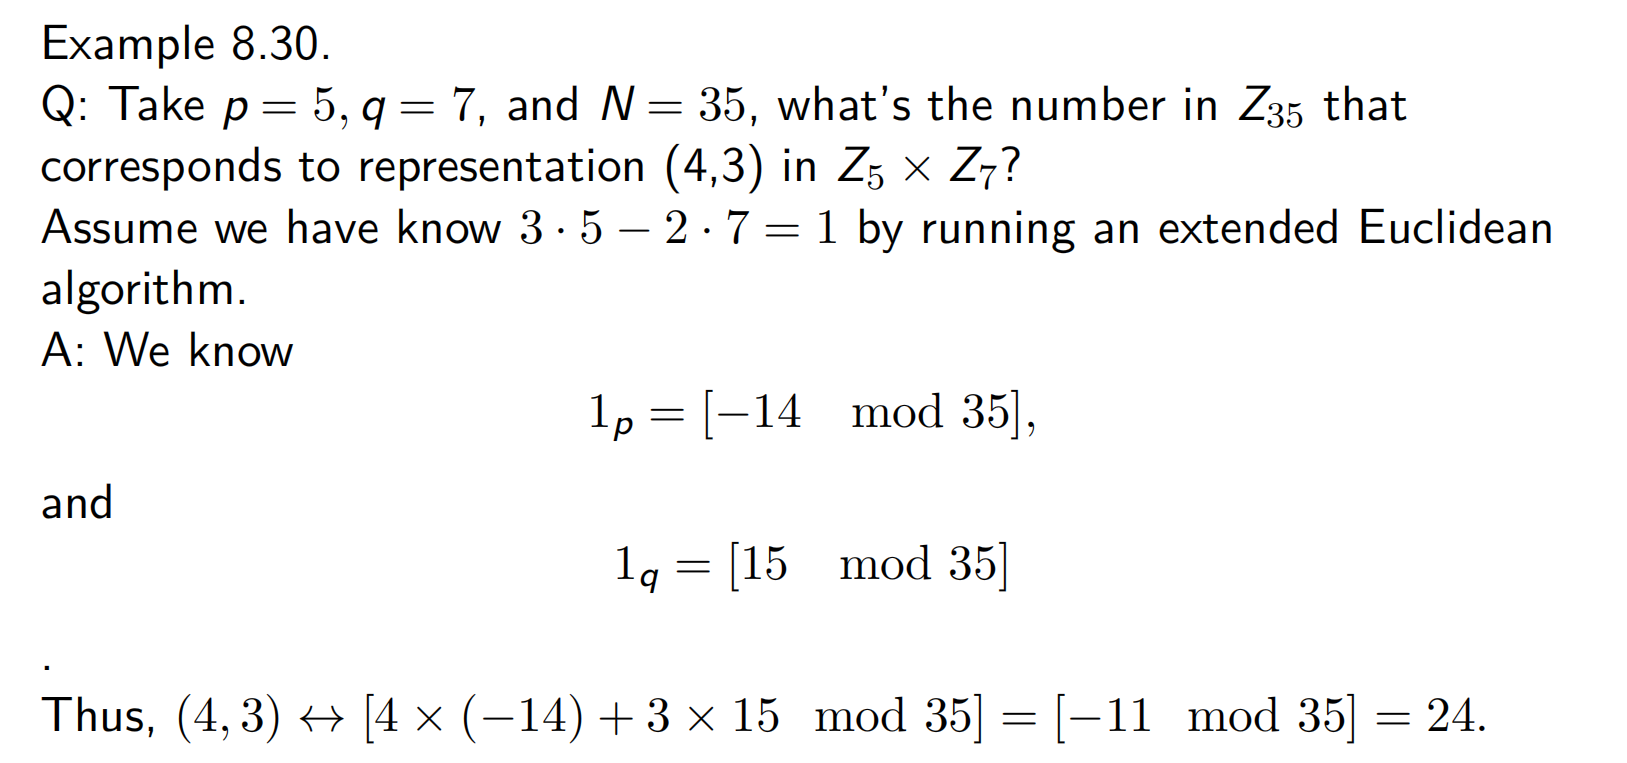 Example 8.30.
Q: Take p = 5, q = 7, and N = 35, what's the number in Z₃₅ that
corresponds to representation (4,3) in Z₅ × Z₇?
Assume we have know 3 · 5 − 2 · 7 = 1 by running an extended Euclidean
algorithm.
A: We know
1ₚ = [−14 mod 35],
and
1_q = [15 mod 35]
.
Thus, (4, 3) ↔ [4 × (−14) + 3 × 15 mod 35] = [−11 mod 35] = 24.